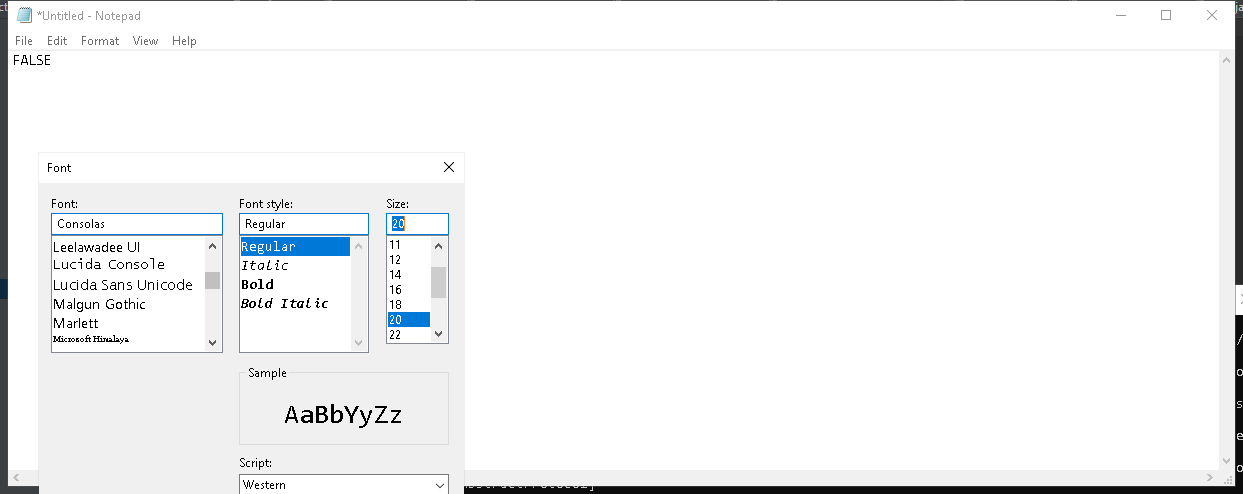 *Untitled - Notepad
File Edit Format View Help
FALSE
Font
Font: Font style: Size:
Consolas Regular 20
Leelawadee UI Regular 11
Lucida Console Italic 12
Lucida Sans Unicode Bold 14
Malgun Gothic Bold Italic 16
Marlett 18
Microsoft Himalaya 20
22
Sample
AaBbYyZz
Script:
Western